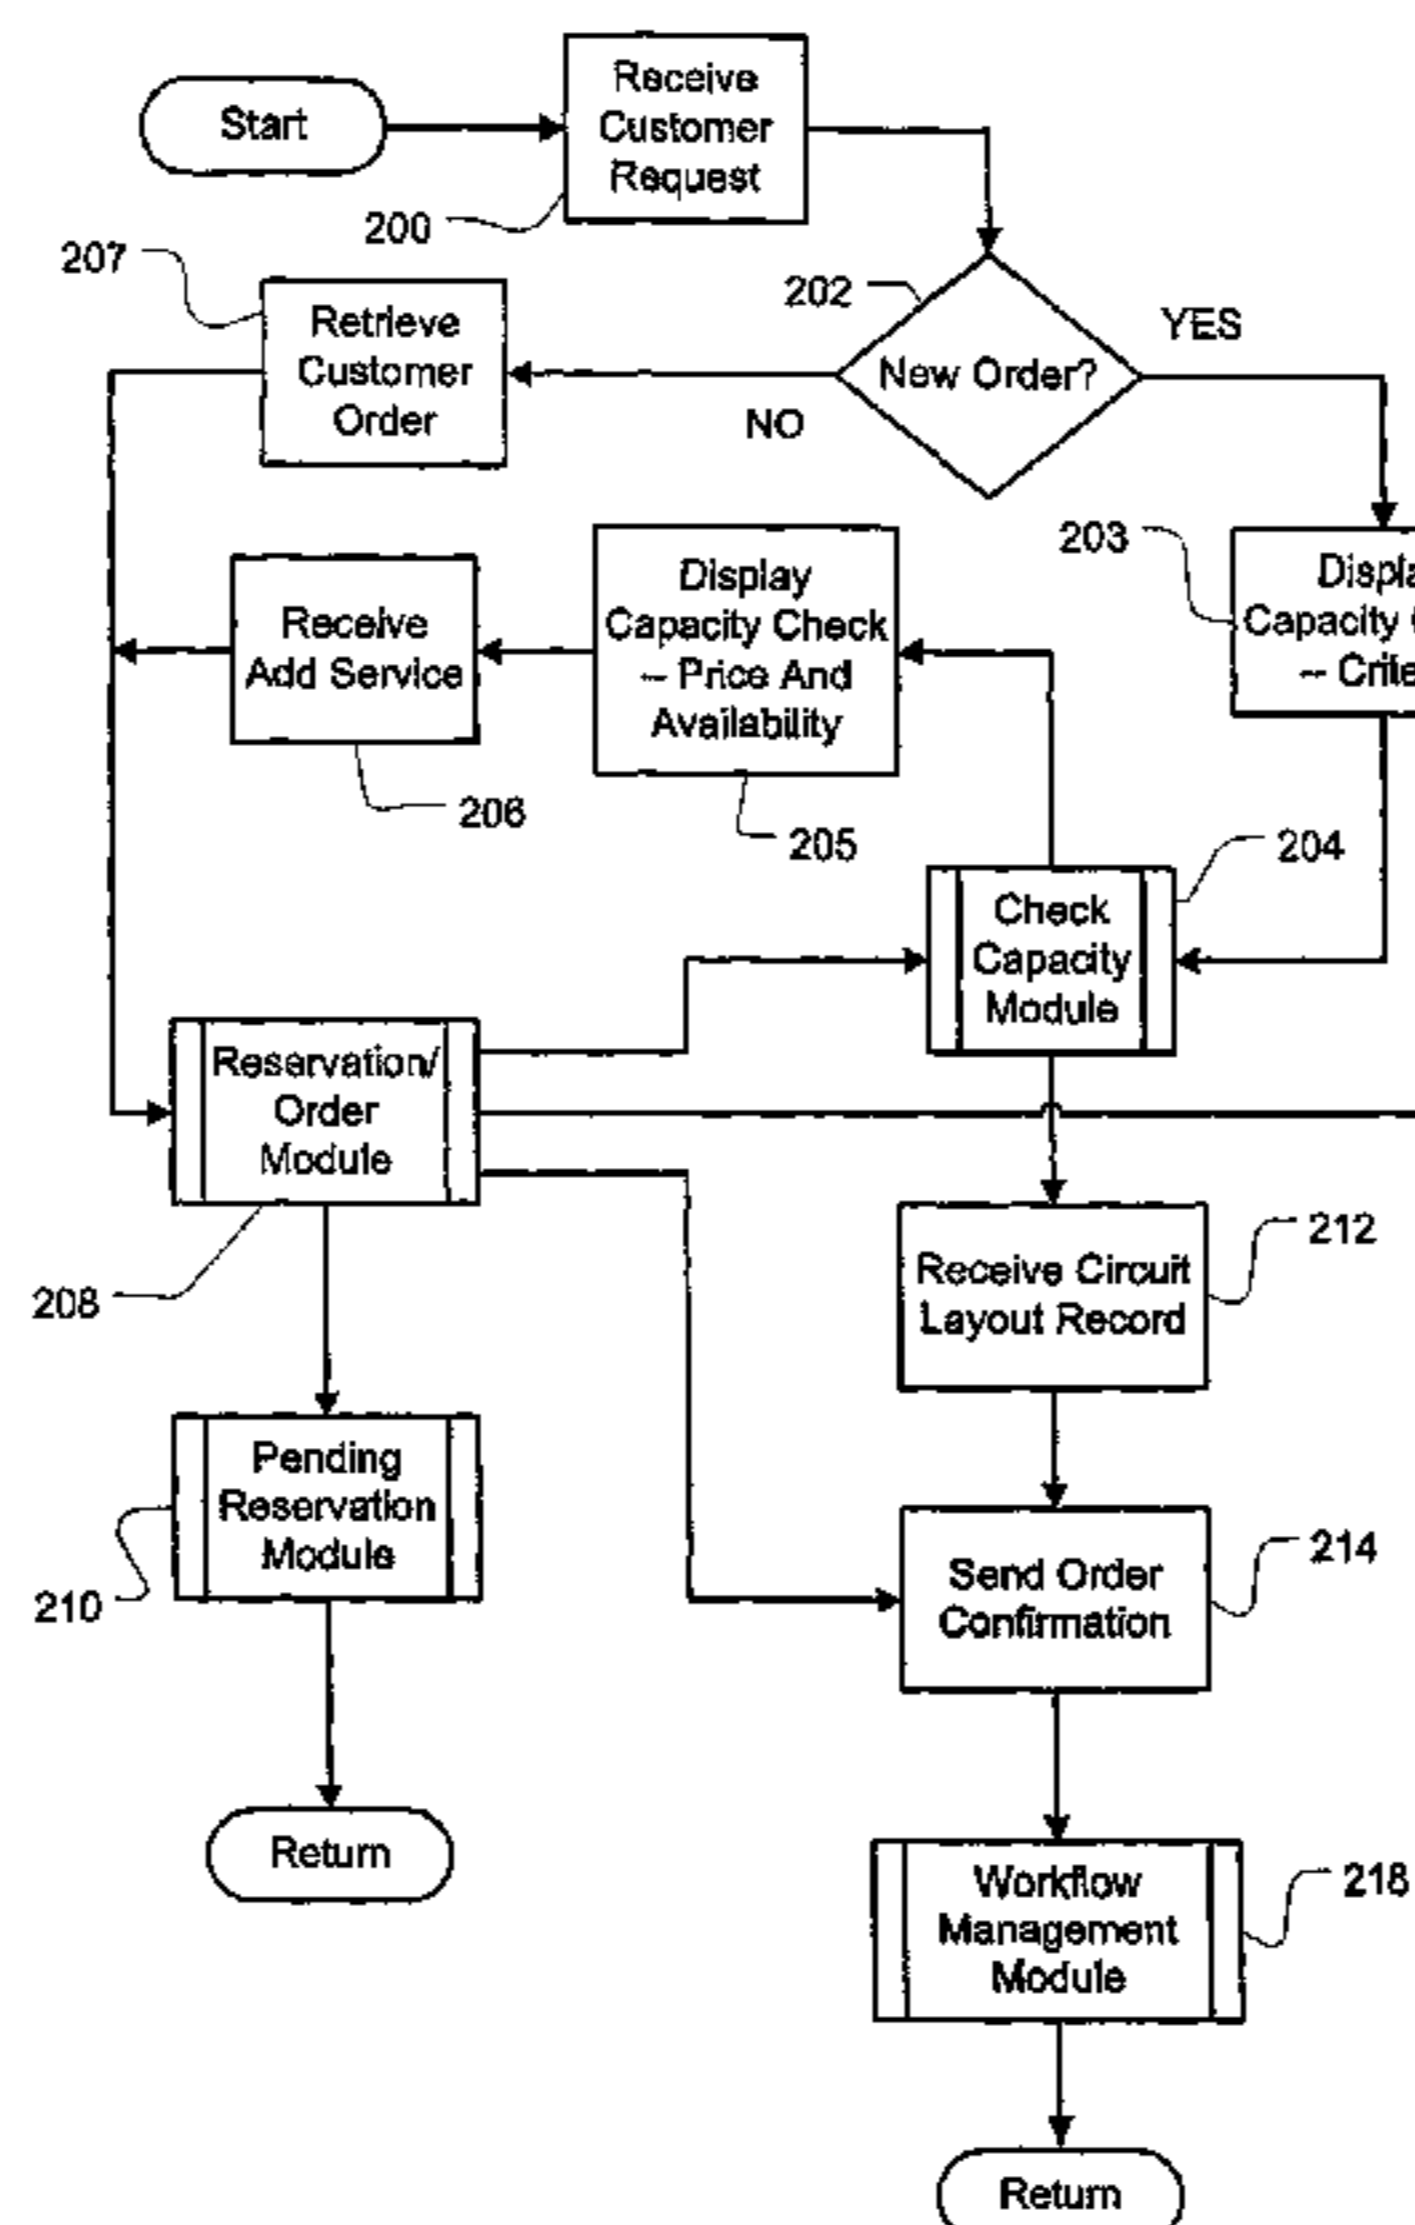 Start
Receive
Customer
Request
200
207
Retrieve
Customer
Order
202
New Order?
YES
NO
203
Capacity
205
Display
Capacity Check
-- Price And
Availability
206
Receive
Add Service
204
Check
Capacity
Module
Reservation/
Order
Module
208
212
Receive Circuit
Layout Record
Pending
Reservation
Module
210
214
Send Order
Confirmation
Return
218
Workflow
Management
Module
Return